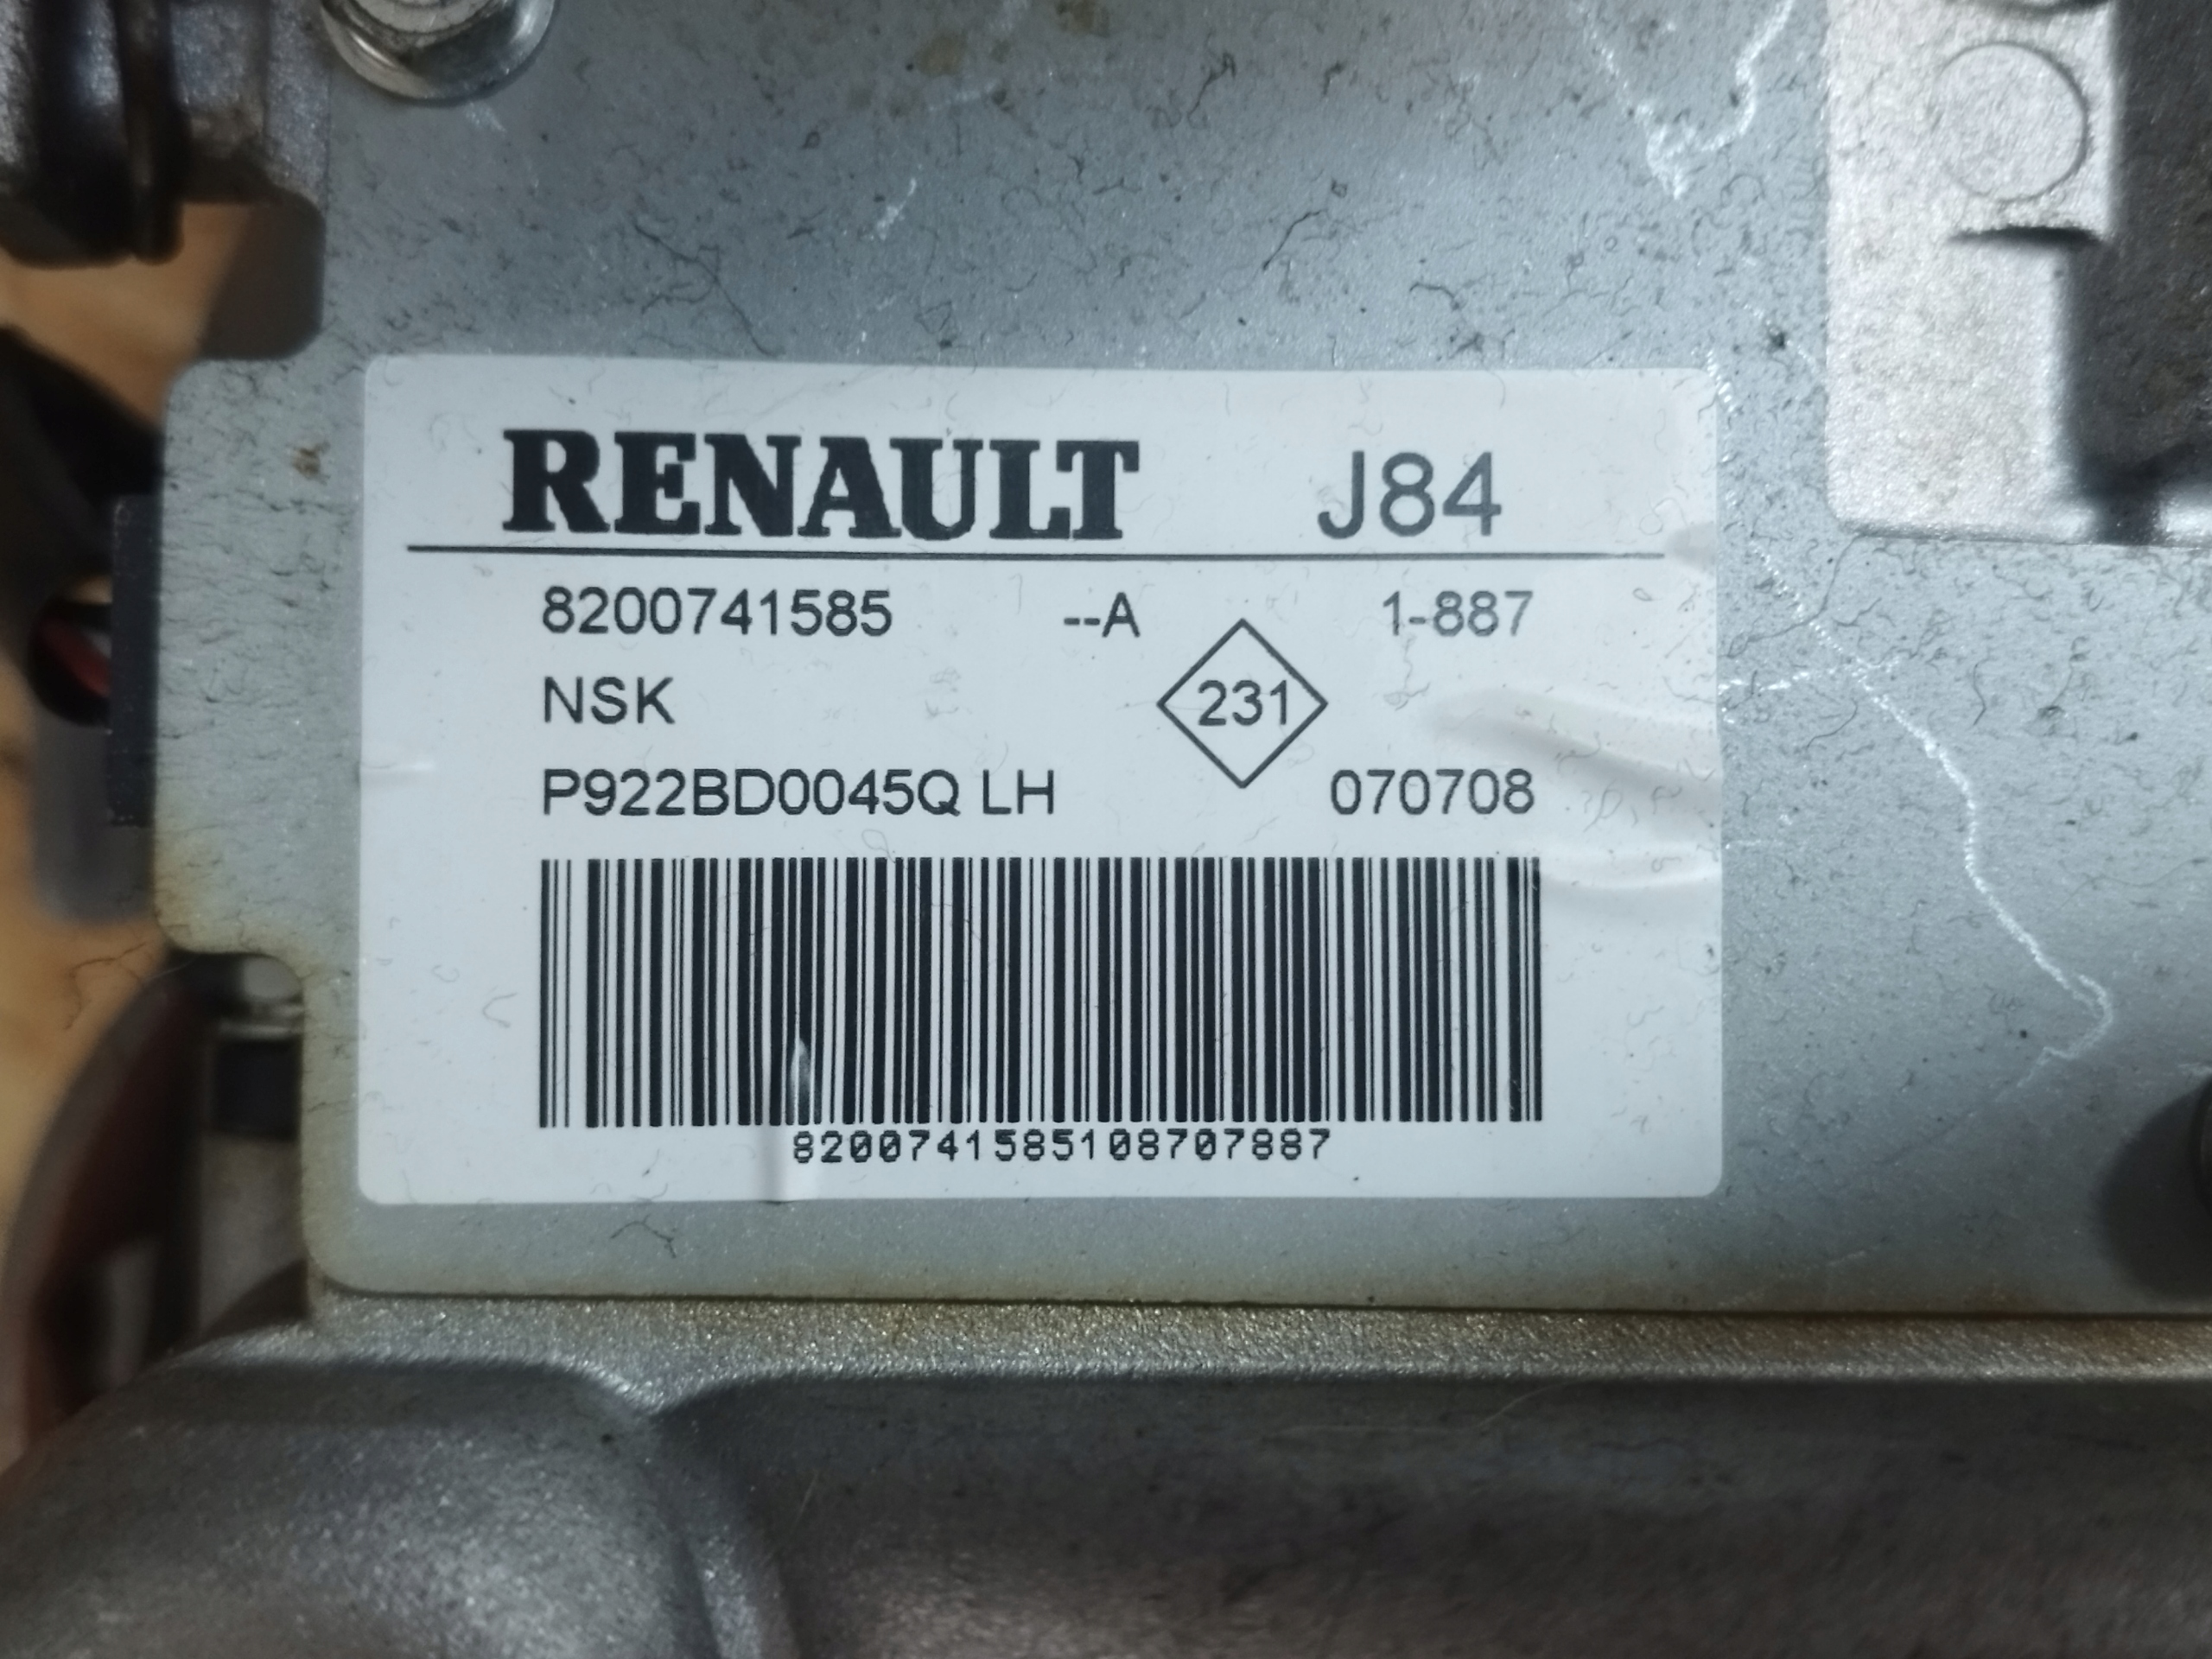 RENAULT J84
8200741585 --A 1-887
NSK 231
P922BD0045Q LH 070708
8200741585108707887